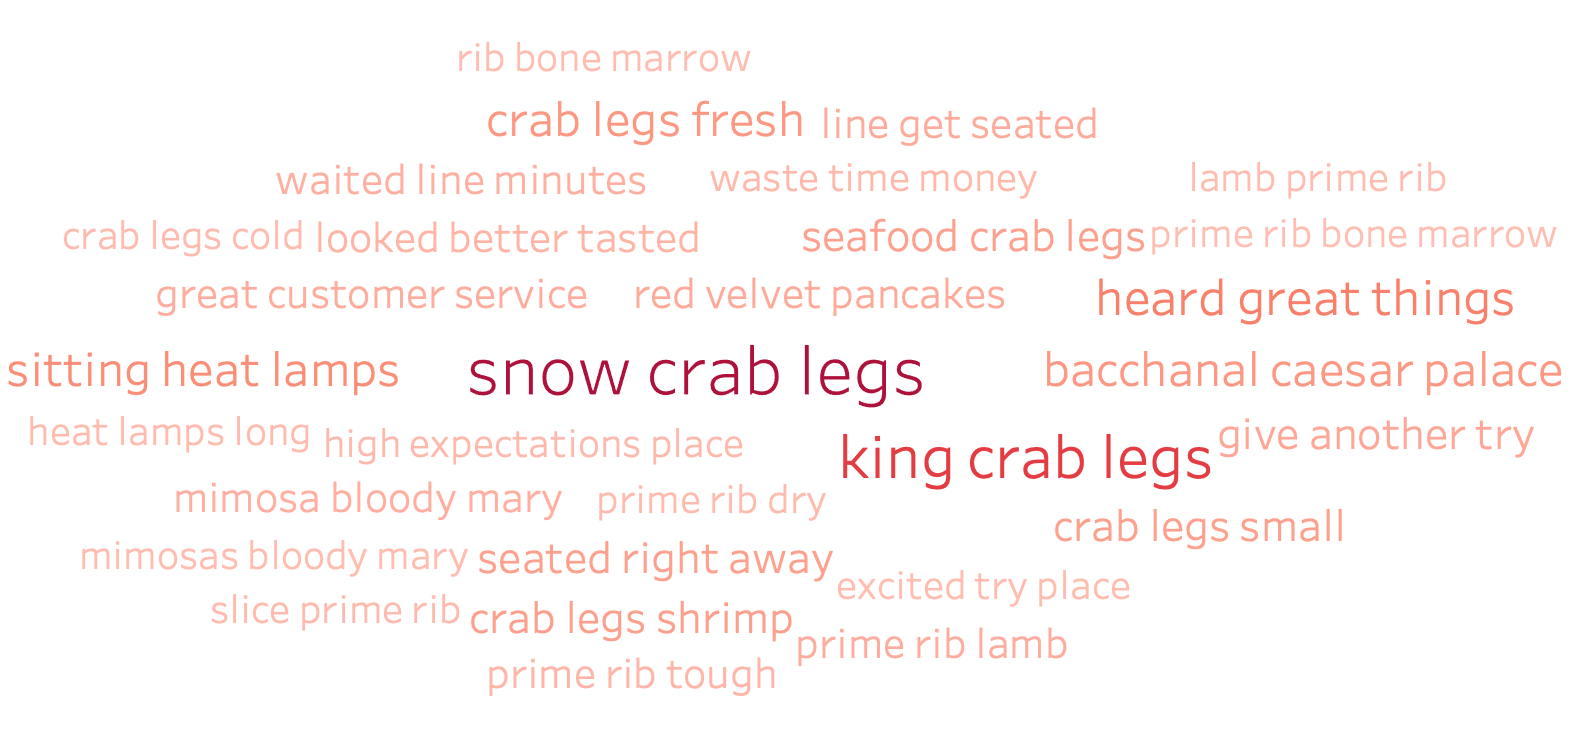 rib bone marrow
crab legs fresh line get seated
waited line minutes waste time money lamb prime rib
crab legs cold looked better tasted seafood crab legs prime rib bone marrow
great customer service red velvet pancakes heard great things
sitting heat lamps snow crab legs bacchanal caesar palace
heat lamps long high expectations place king crab legs give another try
mimosa bloody mary prime rib dry crab legs small
mimosas bloody mary seated right away excited try place
slice prime rib crab legs shrimp prime rib lamb
prime rib tough